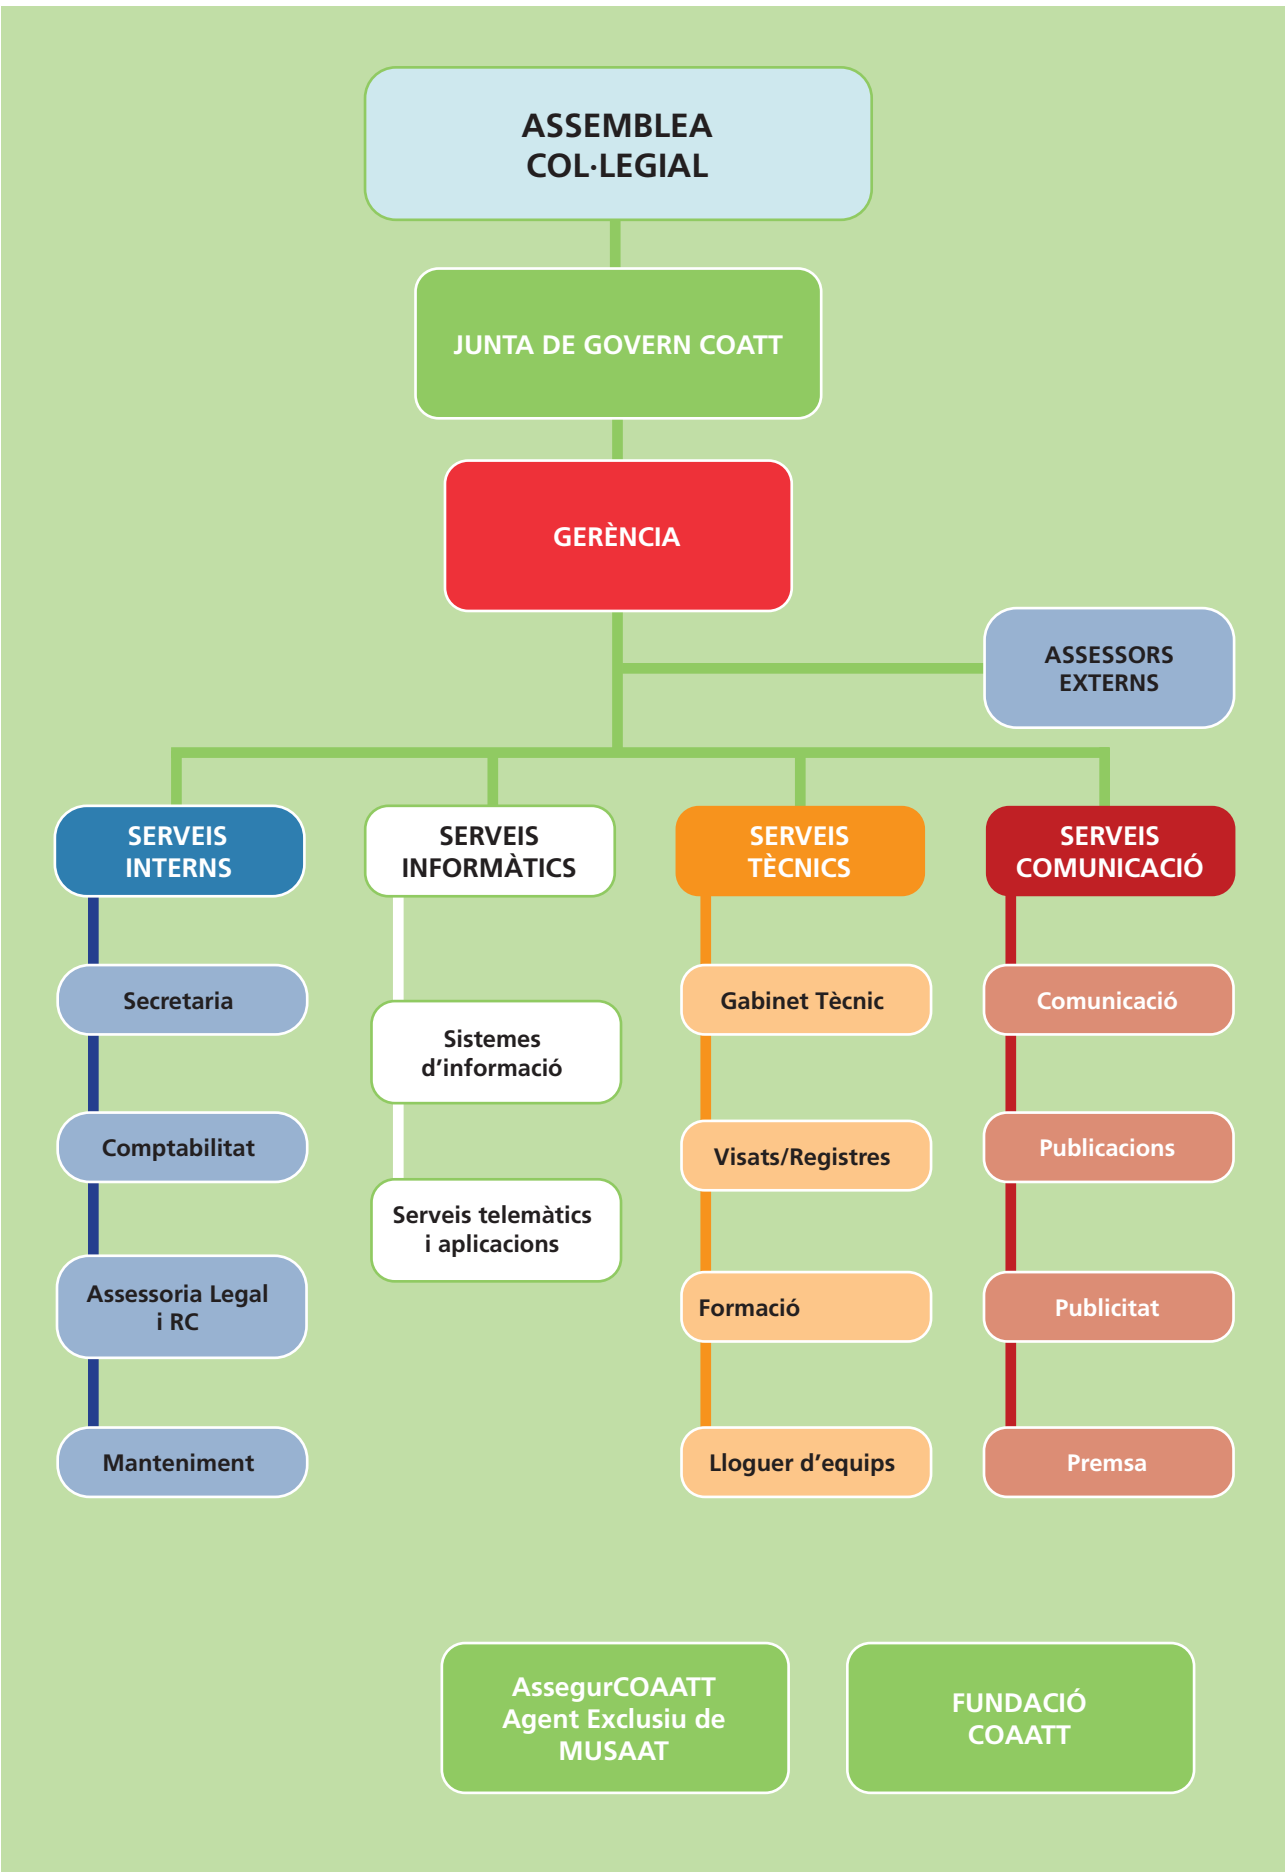 ASSEMBLEA
COL·LEGIAL
JUNTA DE GOVERN COATT
GERÈNCIA
ASSESSORS
EXTERNS
SERVEIS
INTERNS
Secretaria
Comptabilitat
Assessoria Legal
i RC
Manteniment
SERVEIS
INFORMÀTICS
Sistemes
d’informació
Serveis telemàtics
i aplicacions
SERVEIS
TÈCNICS
Gabinet Tècnic
Visats/Registres
Formació
Lloguer d’equips
SERVEIS
COMUNICACIÓ
Comunicació
Publicacions
Publicitat
Premsa
AssegurCOAATT
Agent Exclusiu de
MUSAAT
FUNDACIÓ
COAATT